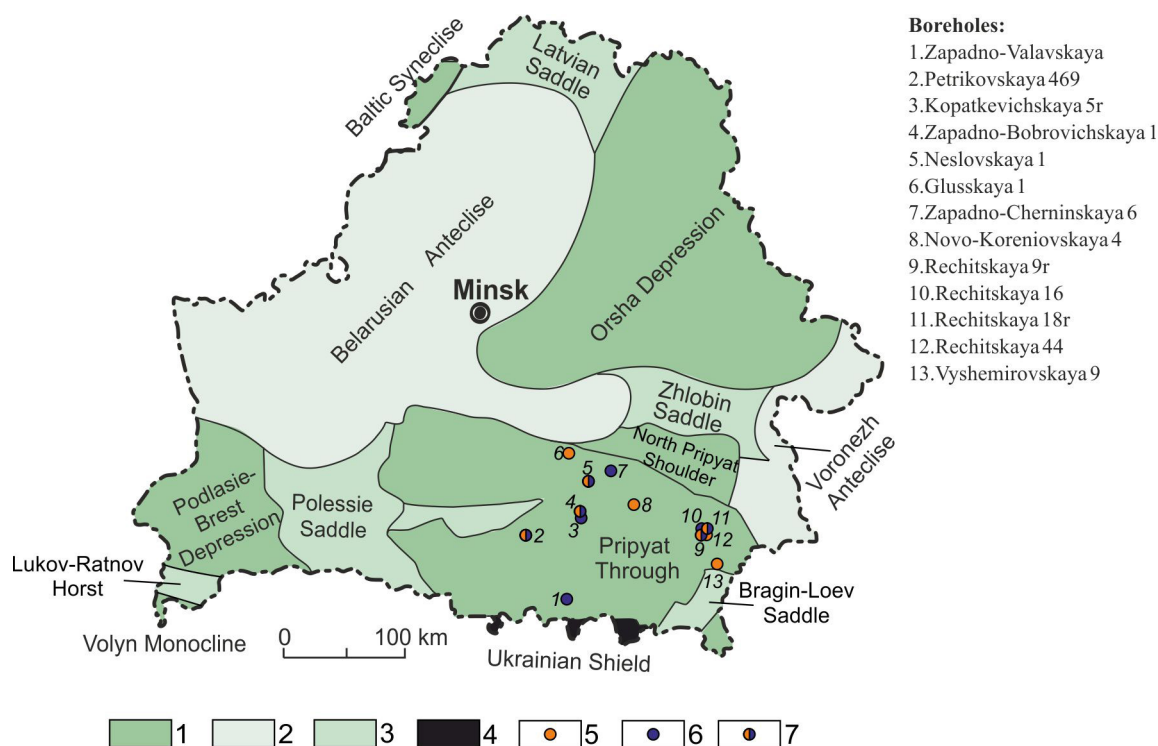 Boreholes:
1.Zapadno-Valavskaya
2.Petrikovskaya 469
3.Kopatkevichskaya 5r
4.Zapadno-Bobrovichskaya 1
5.Neslovskaya 1
6.Glusskaya 1
7.Zapadno-Cherninskaya 6
8.Novo-Koreniovskaya 4
9.Rechitskaya 9r
10.Rechitskaya 16
11.Rechitskaya 18r
12.Rechitskaya 44
13.Vyshemirovskaya 9
Baltic Syneclise
Latvian
Saddle
Belarusian Anteclise
Minsk
Orsha Depression
Zhlobin
Saddle
North Pripyat
Shoulder
Voronezh
Anteclise
Podlasie-
Brest
Depression
Polessie
Saddle
6
5
7
4
3
8
2
10
11
9
12
13
1
Pripyat
Through
Lukov-Ratnov
Horst
Bragin-Loev
Saddle
Volyn Monocline
0 100 km
Ukrainian Shield
1 2 3 4 5 6 7